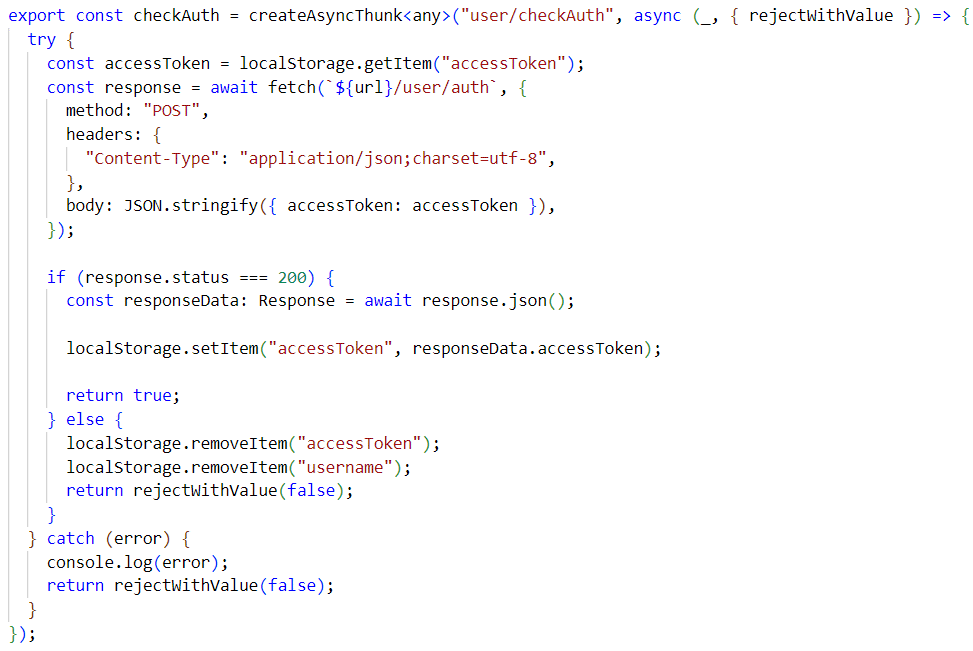 export const checkAuth = createAsyncThunk<any>("user/checkAuth", async (_, { rejectWithValue }) => {
  try {
    const accessToken = localStorage.getItem("accessToken");
    const response = await fetch(`${url}/user/auth`, {
      method: "POST",
      headers: {
        "Content-Type": "application/json;charset=utf-8",
      },
      body: JSON.stringify({ accessToken: accessToken }),
    });

    if (response.status === 200) {
      const responseData: Response = await response.json();

      localStorage.setItem("accessToken", responseData.accessToken);

      return true;
    } else {
      localStorage.removeItem("accessToken");
      localStorage.removeItem("username");
      return rejectWithValue(false);
    }
  } catch (error) {
    console.log(error);
    return rejectWithValue(false);
  }
});